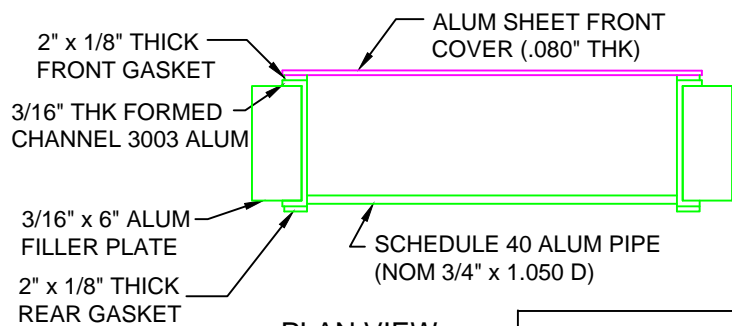 2" x 1/8" THICK
FRONT GASKET
ALUM SHEET FRONT
COVER (.080" THK)
3/16" THK FORMED
CHANNEL 3003 ALUM
3/16" x 6" ALUM
FILLER PLATE
SCHEDULE 40 ALUM PIPE
(NOM 3/4" x 1.050 D)
2" x 1/8" THICK
REAR GASKET
PLAN VIEW